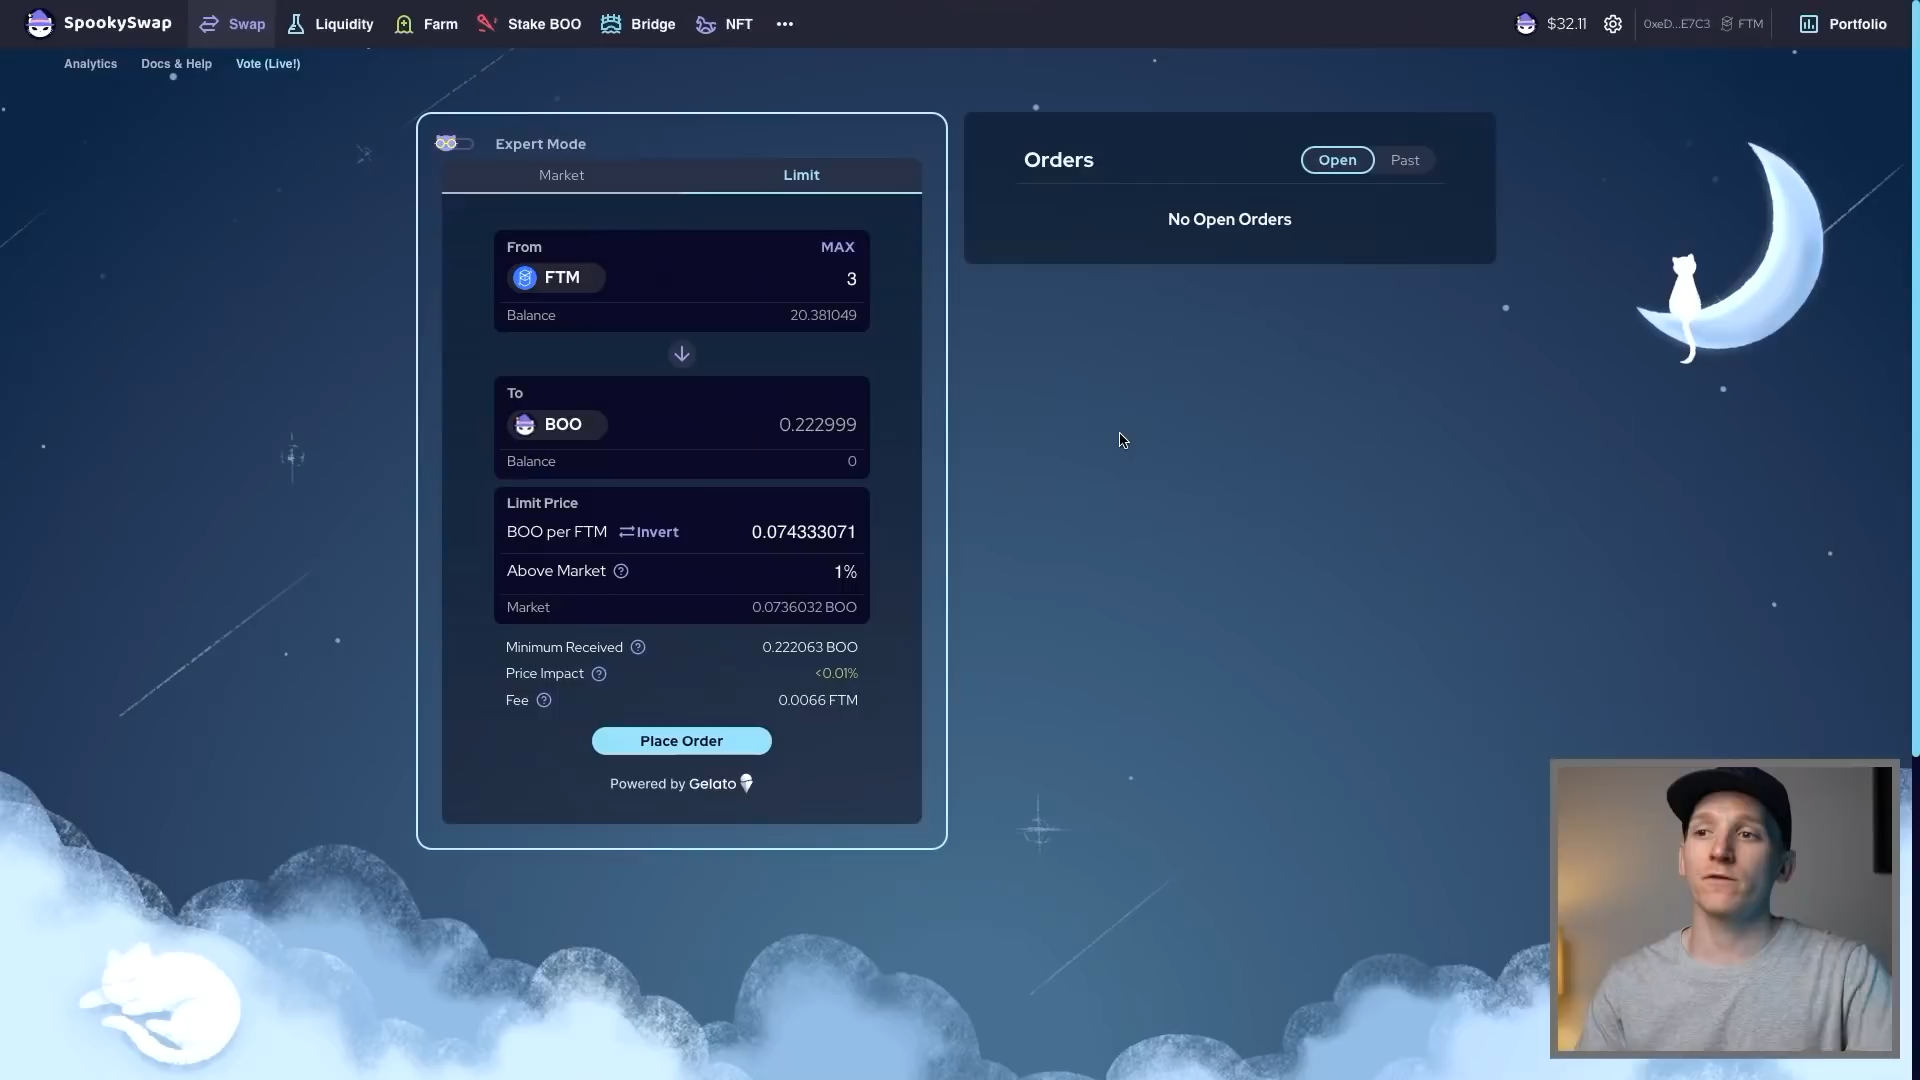 SpookySwap Swap Liquidity Farm Stake BOO Bridge NFT ••• $32.11 0xeD...E7C3 FTM Portfolio
Analytics Docs & Help Vote (Live!)
Expert Mode
Market Limit
From MAX
FTM 3
Balance 20.381049
To
BOO 0.222999
Balance 0
Limit Price
BOO per FTM Invert 0.074333071
Above Market ? 1%
Market 0.0736032 BOO
Minimum Received ? 0.222063 BOO
Price Impact ? <0.01%
Fee ? 0.0066 FTM
Place Order
Powered by Gelato
Orders Open Past
No Open Orders